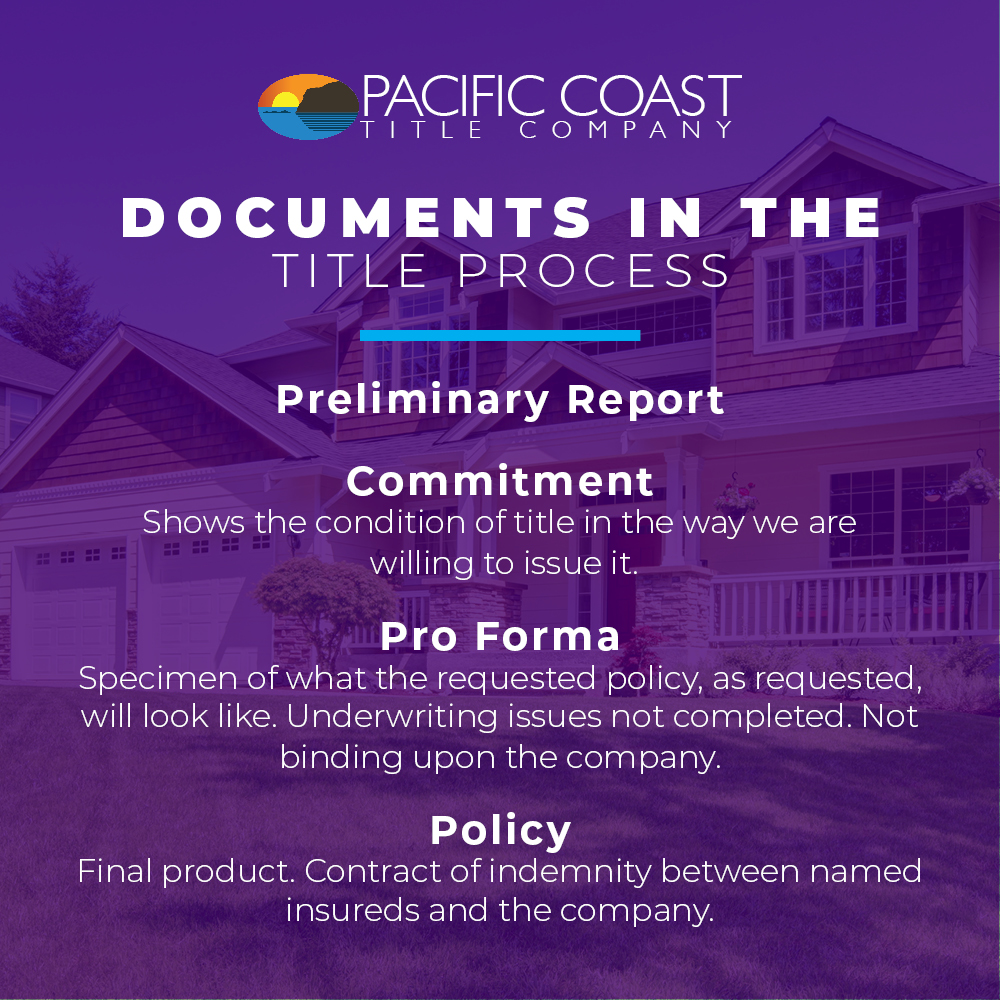 PACIFIC COAST
TITLE COMPANY
DOCUMENTS IN THE
TITLE PROCESS
Preliminary Report
Commitment
Shows the condition of title in the way we are
willing to issue it.
Pro Forma
Specimen of what the requested policy, as requested,
will look like. Underwriting issues not completed. Not
binding upon the company.
Policy
Final product. Contract of indemnity between named
insureds and the company.